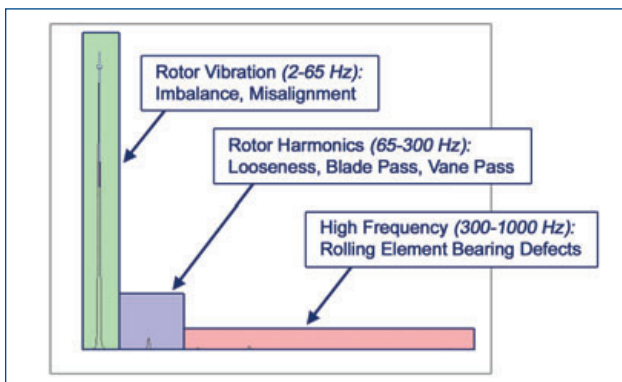 Rotor Vibration (2-65 Hz):
Imbalance, Misalignment
Rotor Harmonics (65-300 Hz):
Looseness, Blade Pass, Vane Pass
High Frequency (300-1000 Hz):
Rolling Element Bearing Defects